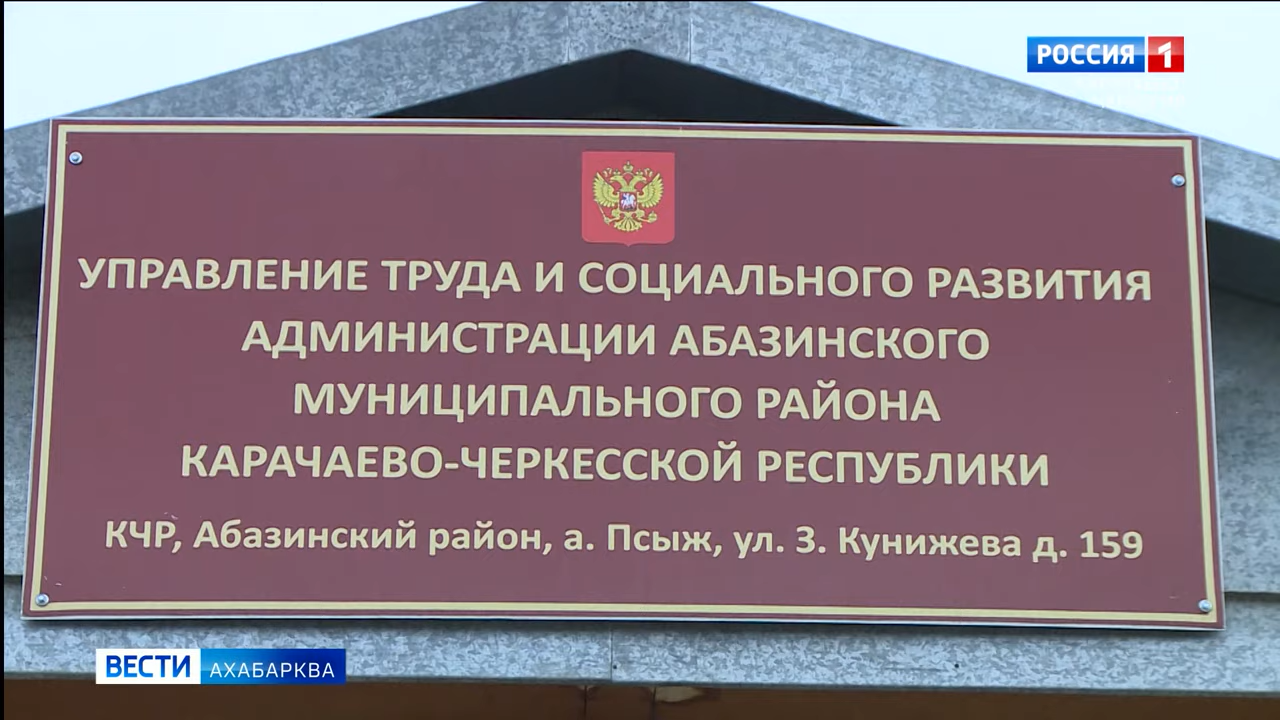 РОССИЯ 1
УПРАВЛЕНИЕ ТРУДА И СОЦИАЛЬНОГО РАЗВИТИЯ
АДМИНИСТРАЦИИ АБАЗИНСКОГО
МУНИЦИПАЛЬНОГО РАЙОНА
КАРАЧАЕВО-ЧЕРКЕССКОЙ РЕСПУБЛИКИ
КЧР, Абазинский район, а. Псыж, ул. З. Кунижева д. 159
ВЕСТИ АХАБАРКВА